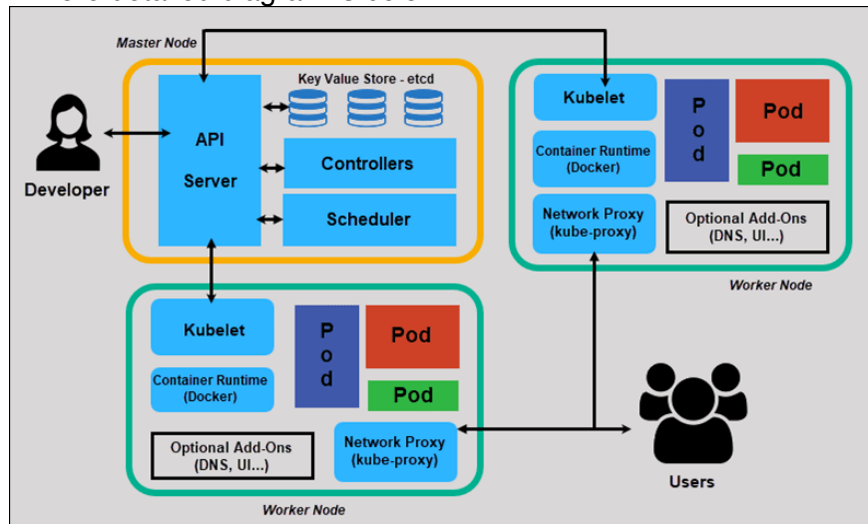 Master Node
Key Value Store - etcd
API
Server
Controllers
Scheduler
Developer
Kubelet
Container Runtime
(Docker)
Network Proxy
(kube-proxy)
P
o
d
Pod
Pod
Optional Add-Ons
(DNS, UI...)
Worker Node
Kubelet
Container Runtime
(Docker)
P
o
d
Pod
Pod
Optional Add-Ons
(DNS, UI...)
Network Proxy
(kube-proxy)
Worker Node
Users